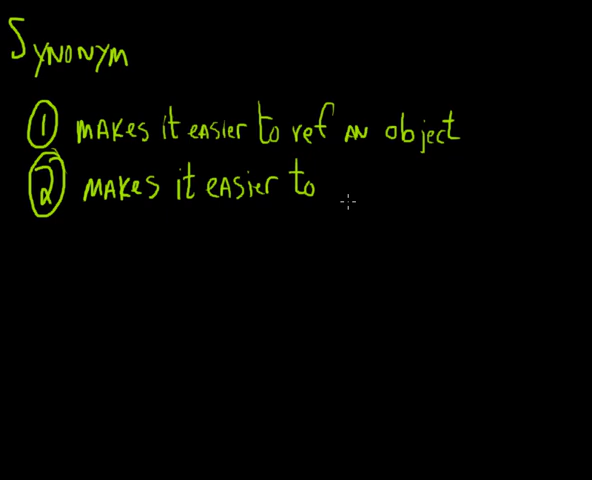 SYNONYM
① MAKES it EASIER to ref AN object
② MAKES it EASIER to